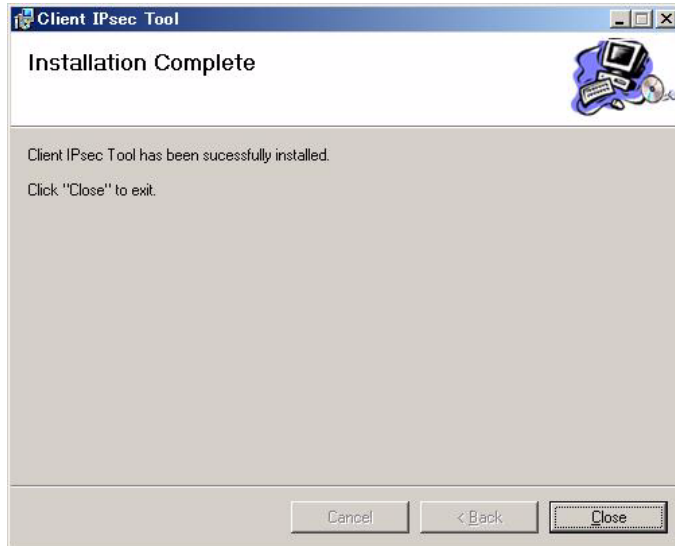 Client IPsec Tool
Installation Complete
Client IPsec Tool has been sucessfully installed.
Click "Close" to exit.
Cancel
< Back
Close